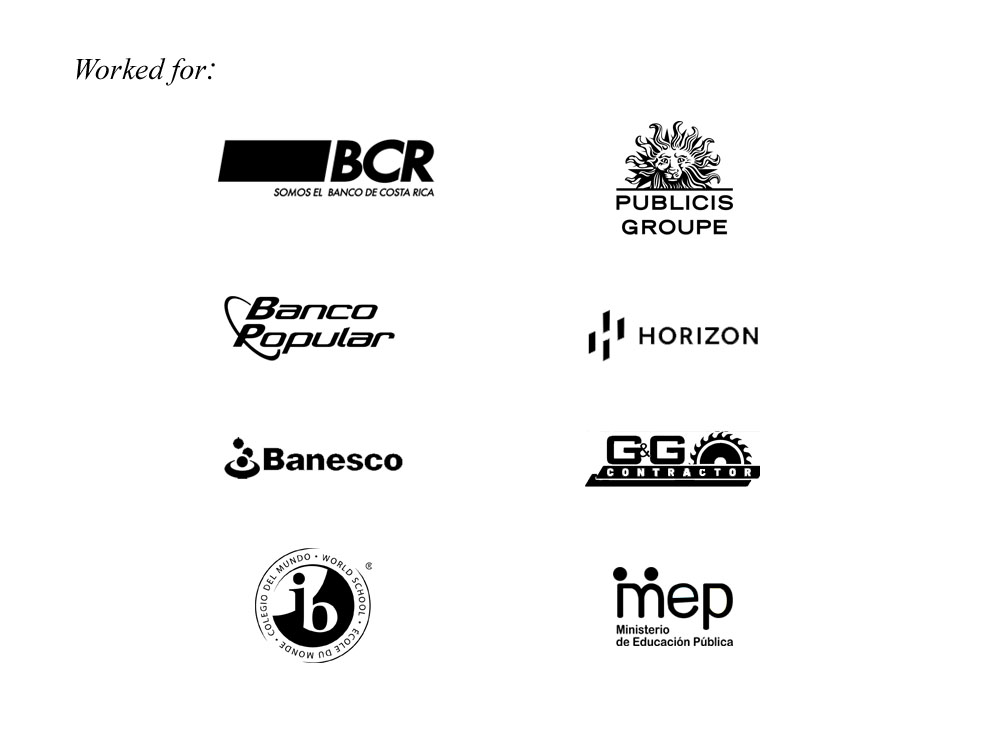 Worked for:
BCR
SOMOS EL BANCO DE COSTA RICA
PUBLICIS
GROUPE
Banco
Popular
HORIZON
Banesco
G&G
CONTRACTOR
ib
COLEGIO DEL MUNDO • WORLD SCHOOL • ECOLE DU MONDE •
®
mep
Ministerio
de Educación Pública